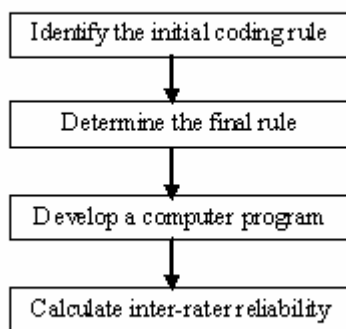 Identify the initial coding rule
Determine the final rule
Develop a computer program
Calculate inter-rater reliability